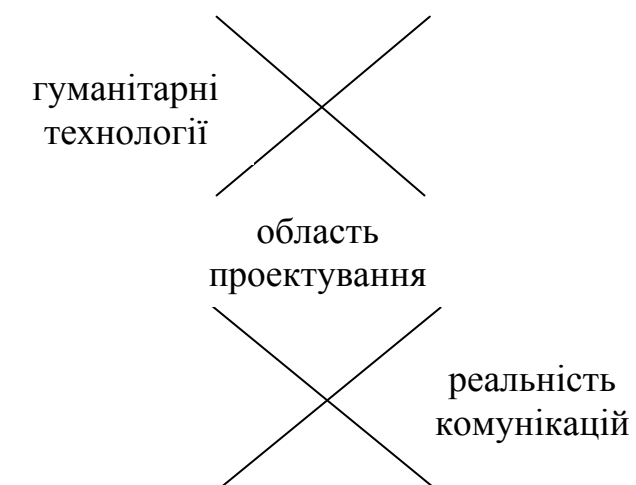 гуманітарні
технології
область
проектування
реальність
комунікацій